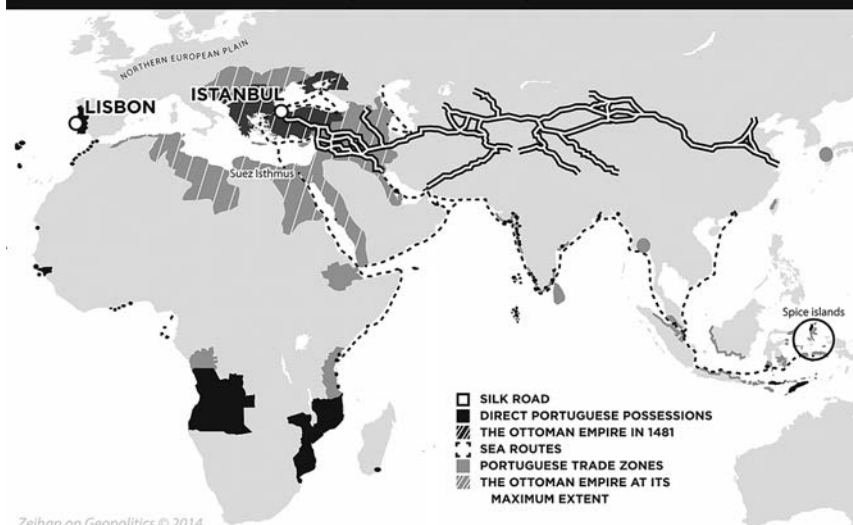 NORTHERN EUROPEAN PLAIN
LISBON
ISTANBUL
Suez Isthmus
Spice islands
SILK ROAD
DIRECT PORTUGUESE POSSESSIONS
THE OTTOMAN EMPIRE IN 1481
SEA ROUTES
PORTUGUESE TRADE ZONES
THE OTTOMAN EMPIRE AT ITS
MAXIMUM EXTENT
Zeihan on Geopolitics © 2014